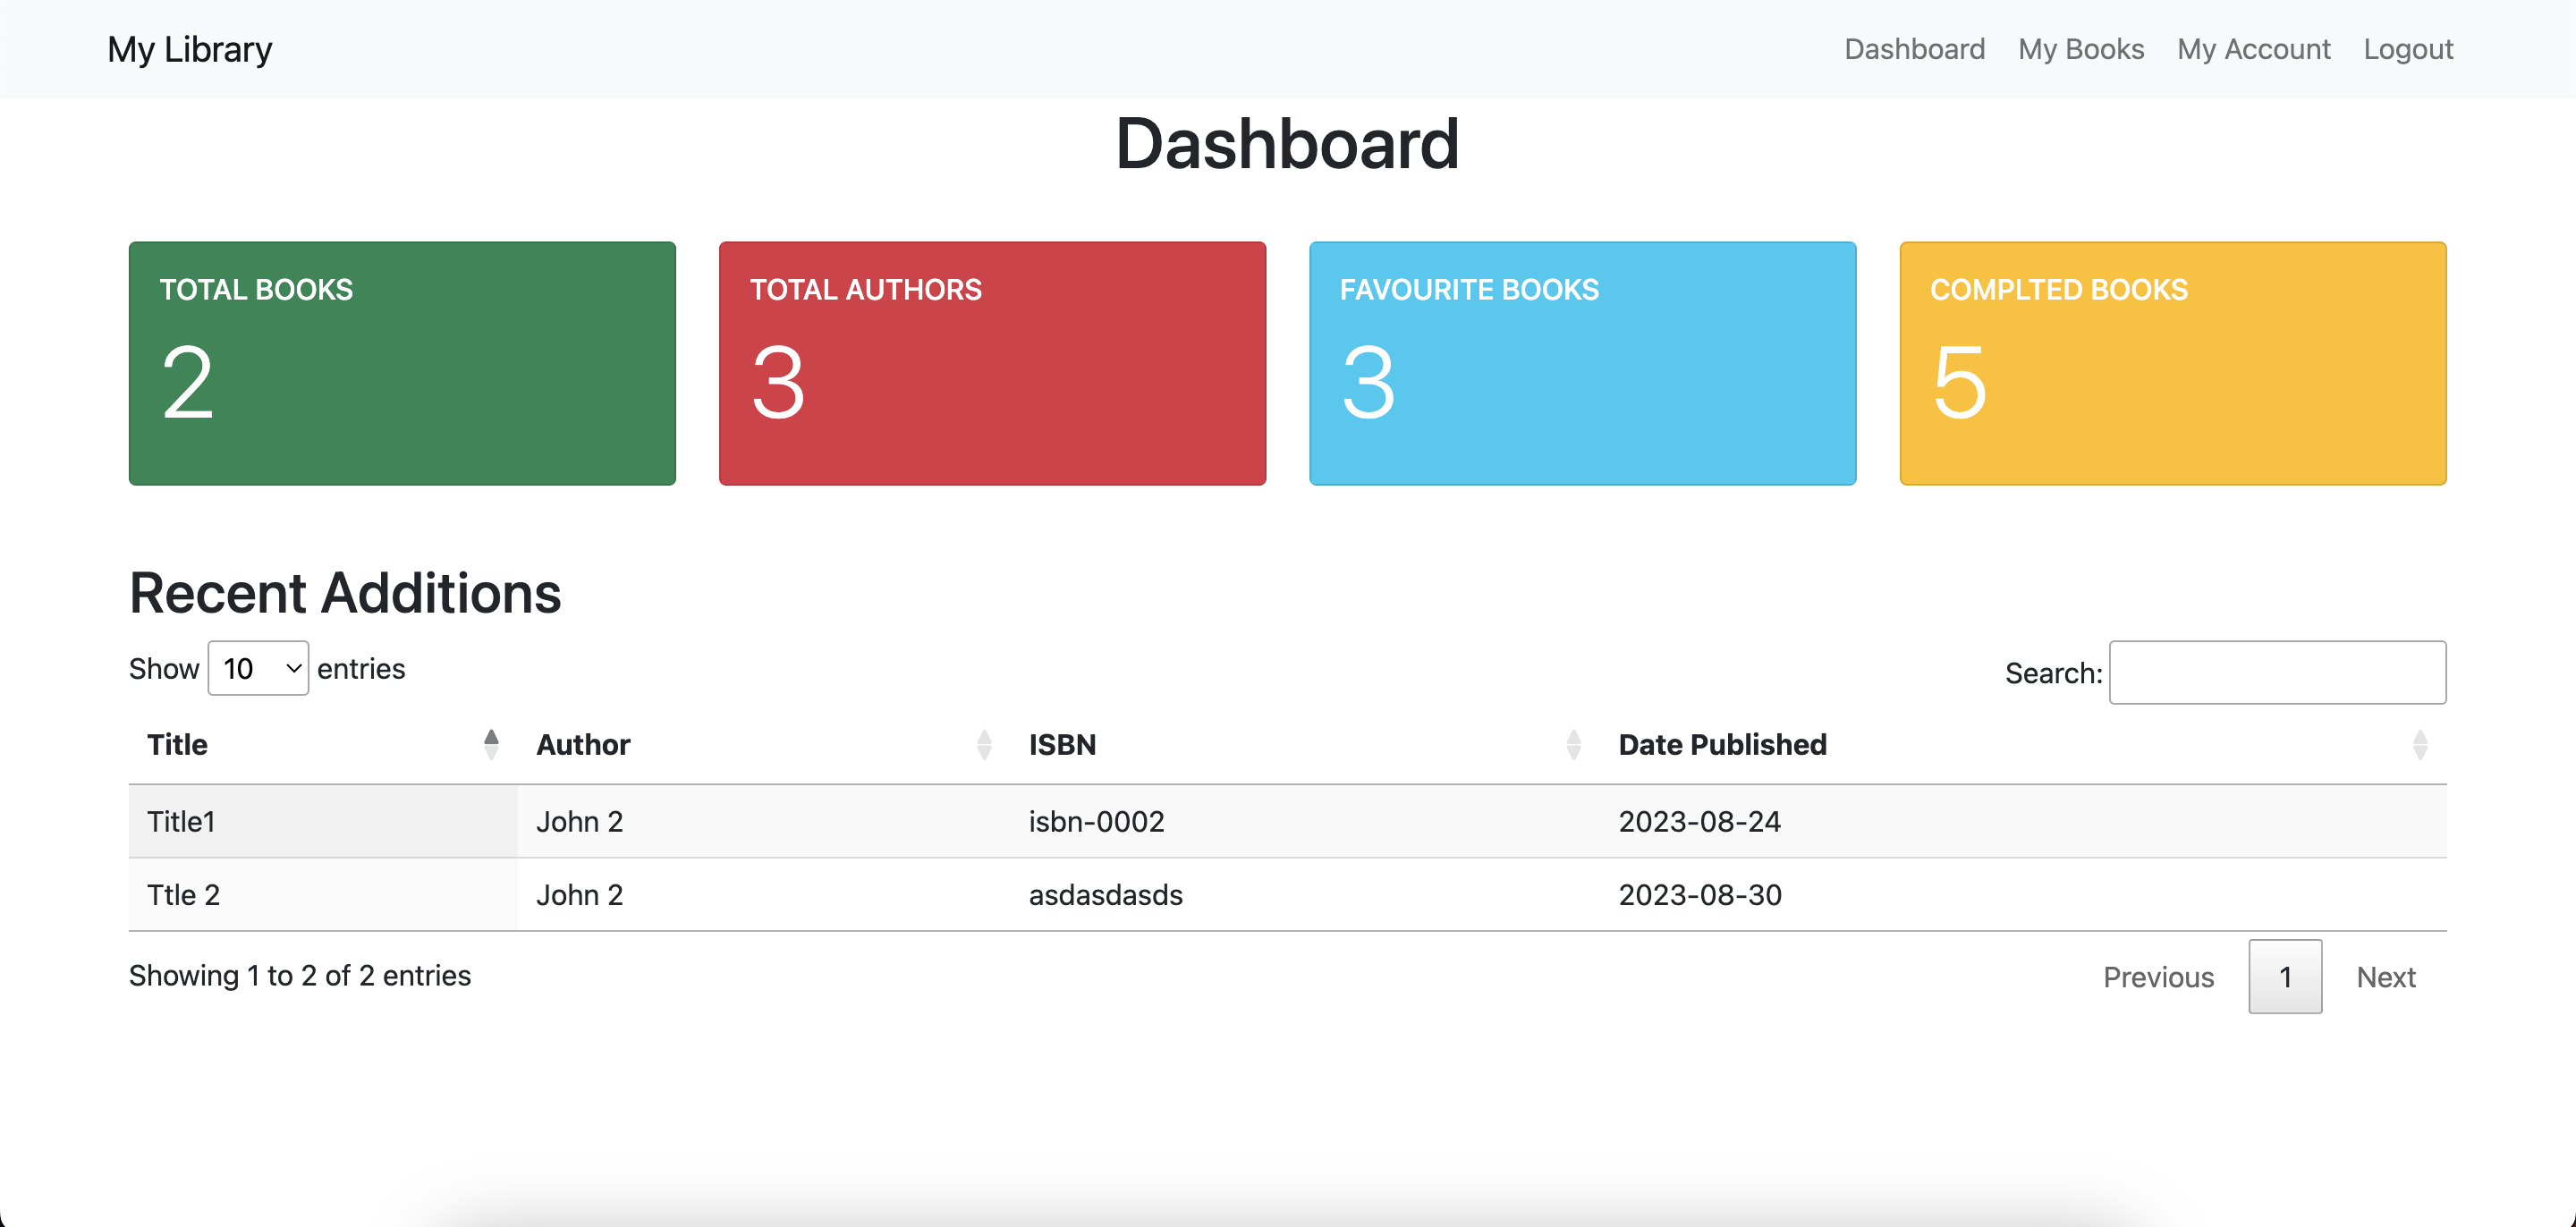 My Library Dashboard My Books My Account Logout
Dashboard
TOTAL BOOKS TOTAL AUTHORS FAVOURITE BOOKS COMPLTED BOOKS
2 3 3 5
Recent Additions
Show 10 entries Search:
Title Author ISBN Date Published
Title1 John 2 isbn-0002 2023-08-24
Ttle 2 John 2 asdasdasds 2023-08-30
Showing 1 to 2 of 2 entries Previous 1 Next